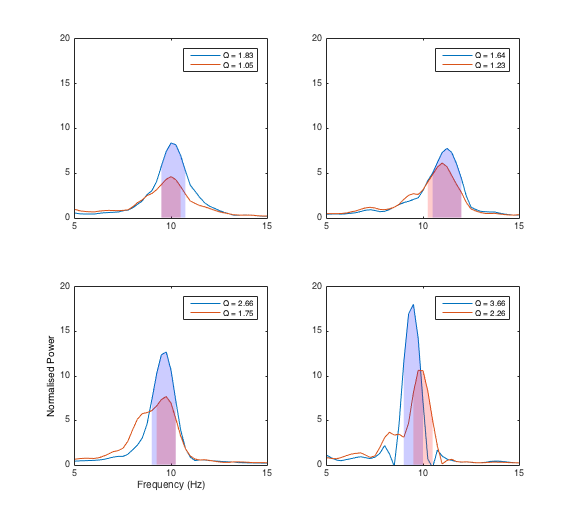 20
15
10
5
0
5 10 15
Q = 1.83
Q = 1.05
20
15
10
5
0
5 10 15
Q = 1.64
Q = 1.23
20
15
10
5
0
5 10 15
Q = 2.66
Q = 1.75
Normalised Power
Frequency (Hz)
20
15
10
5
0
5 10 15
Q = 3.66
Q = 2.26